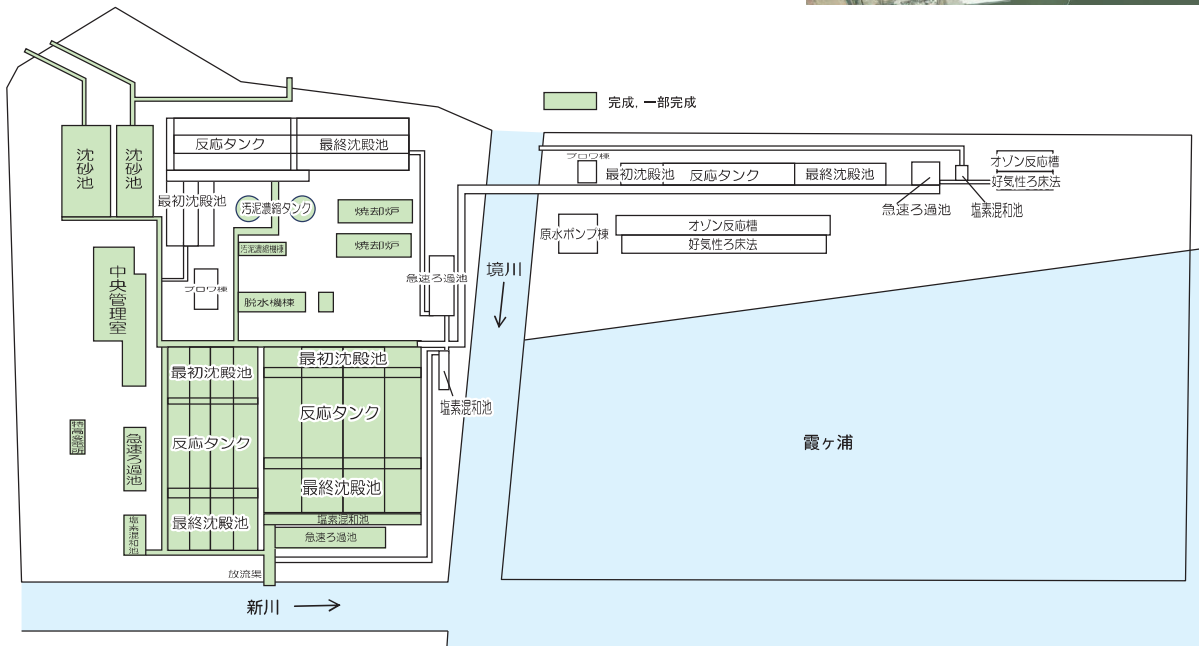 完成，一部完成
沈砂池
沈砂池
反応タンク
最終沈殿池
最初沈殿池
汚泥濃縮タンク
焼却炉
焼却炉
汚泥濃縮機棟
脱水機棟
ブロワ棟
急速ろ過池
中央管理室
最初沈殿池
反応タンク
最終沈殿池
最初沈殿池
反応タンク
最終沈殿池
塩素混和池
急速ろ過池
急速ろ過池
塩素混和池
塩素混和池
放流渠
新川
境川
ブロワ棟
最初沈殿池
反応タンク
最終沈殿池
急速ろ過池
塩素混和池
オゾン反応槽
好気性ろ床法
原水ポンプ棟
オゾン反応槽
好気性ろ床法
霞ヶ浦